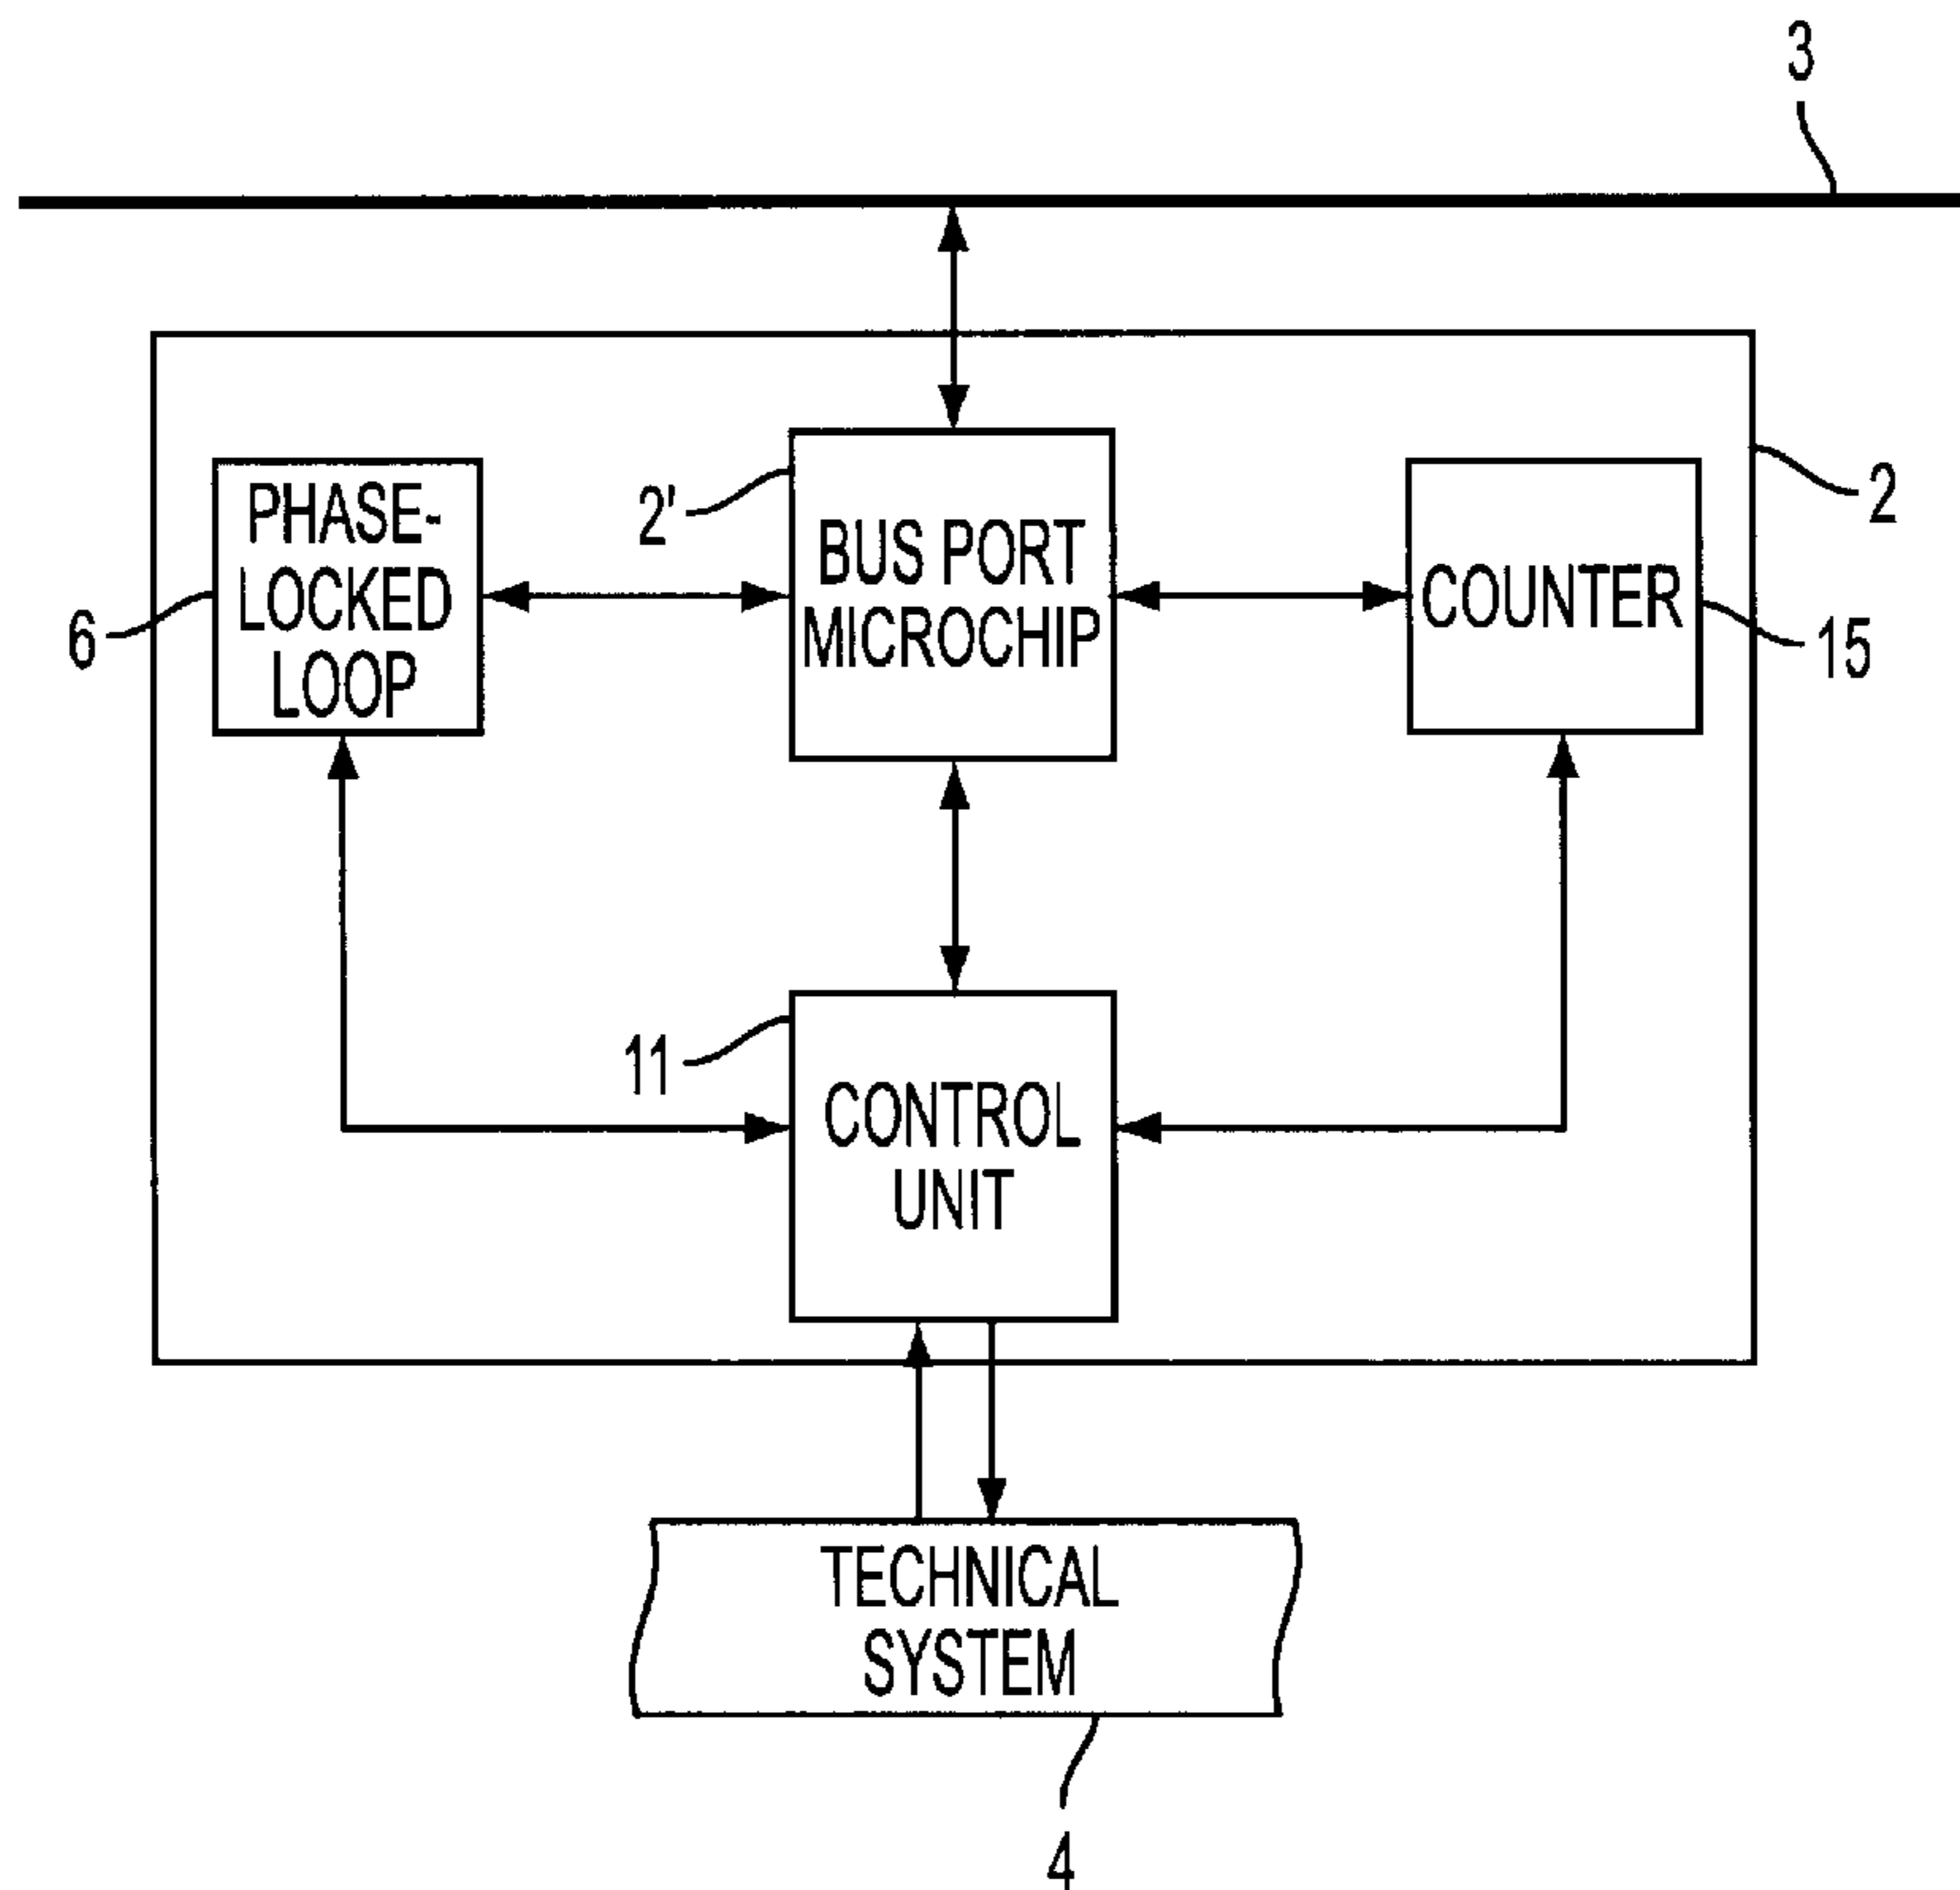 3
2'
2
PHASE-
LOCKED
LOOP
BUS PORT
MICROCHIP
COUNTER
6
15
11
CONTROL
UNIT
TECHNICAL
SYSTEM
4